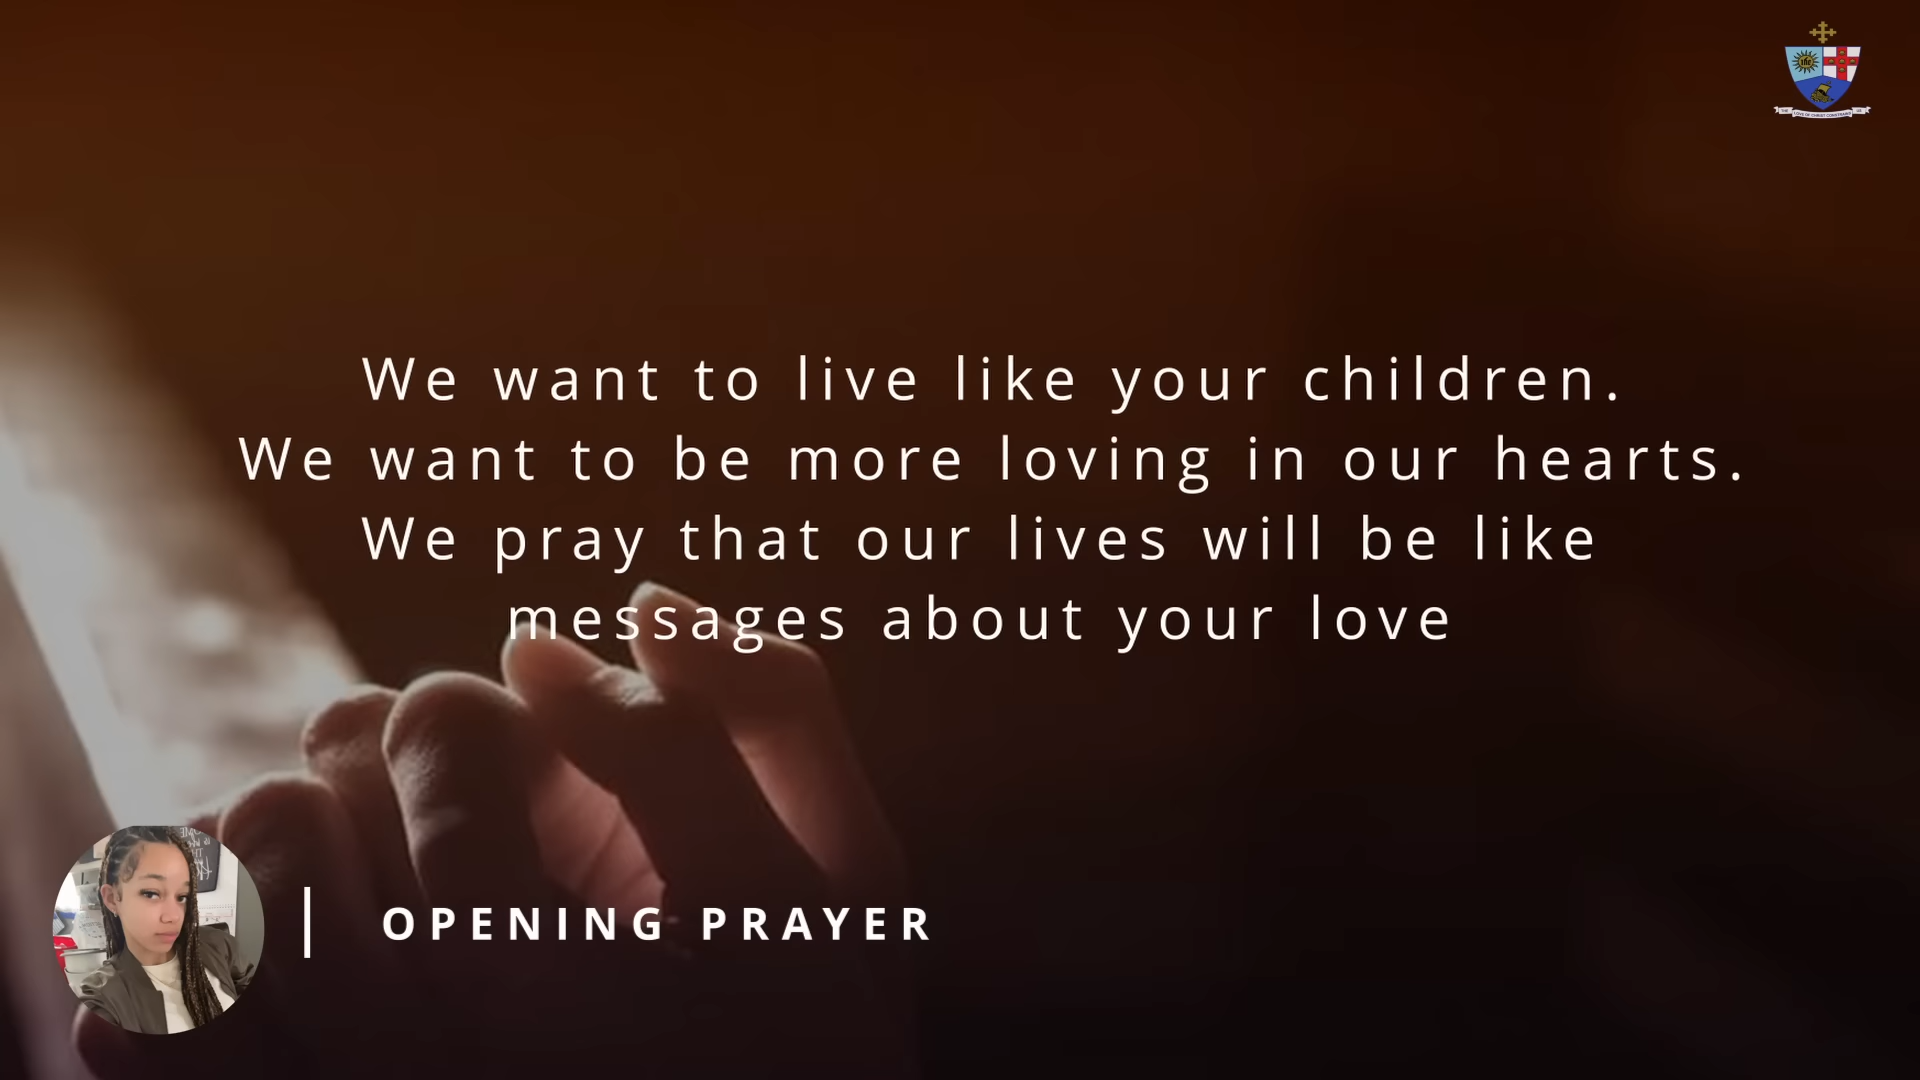 We want to live like your children.
We want to be more loving in our hearts.
We pray that our lives will be like
messages about your love
OPENING PRAYER